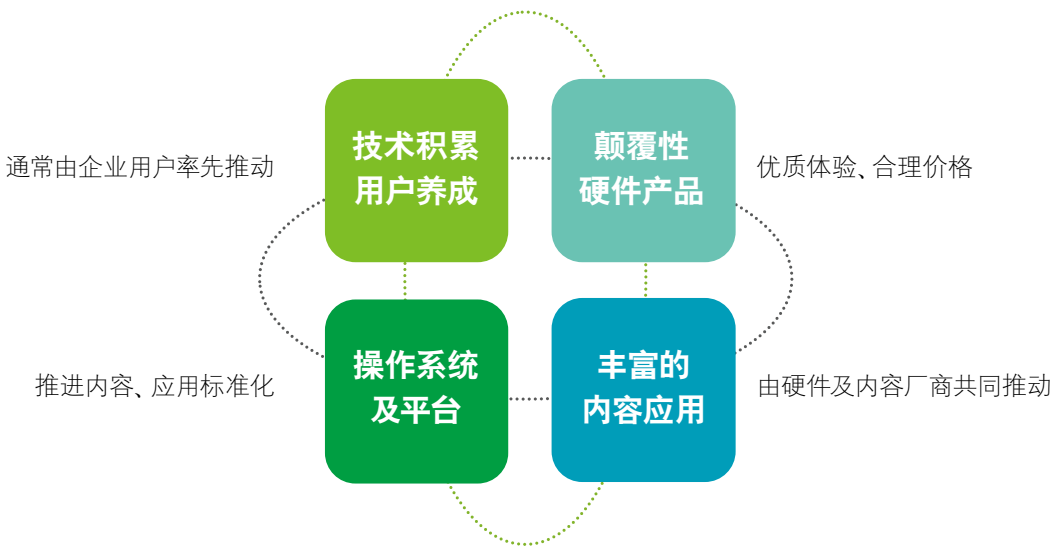 通常由企业用户率先推动
技术积累
用户养成
颠覆性
硬件产品
优质体验、合理价格
推进内容、应用标准化
操作系统
及平台
丰富的
内容应用
由硬件及内容厂商共同推动